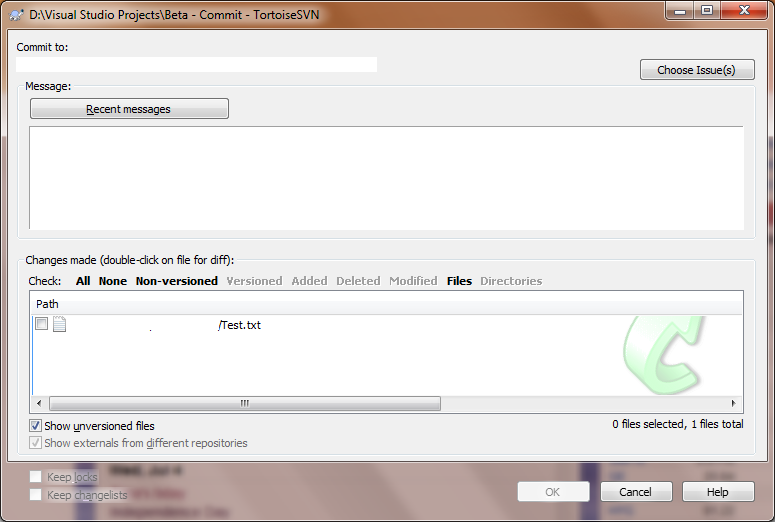 D:\Visual Studio Projects\Beta - Commit - TortoiseSVN
Commit to:
Choose Issue(s)
Message:
Recent messages
Changes made (double-click on file for diff):
Check: All None Non-versioned Versioned Added Deleted Modified Files Directories
Path
/Test.txt
Show unversioned files
0 files selected, 1 files total
Show externals from different repositories
Keep locks
Keep changelists
OK Cancel Help